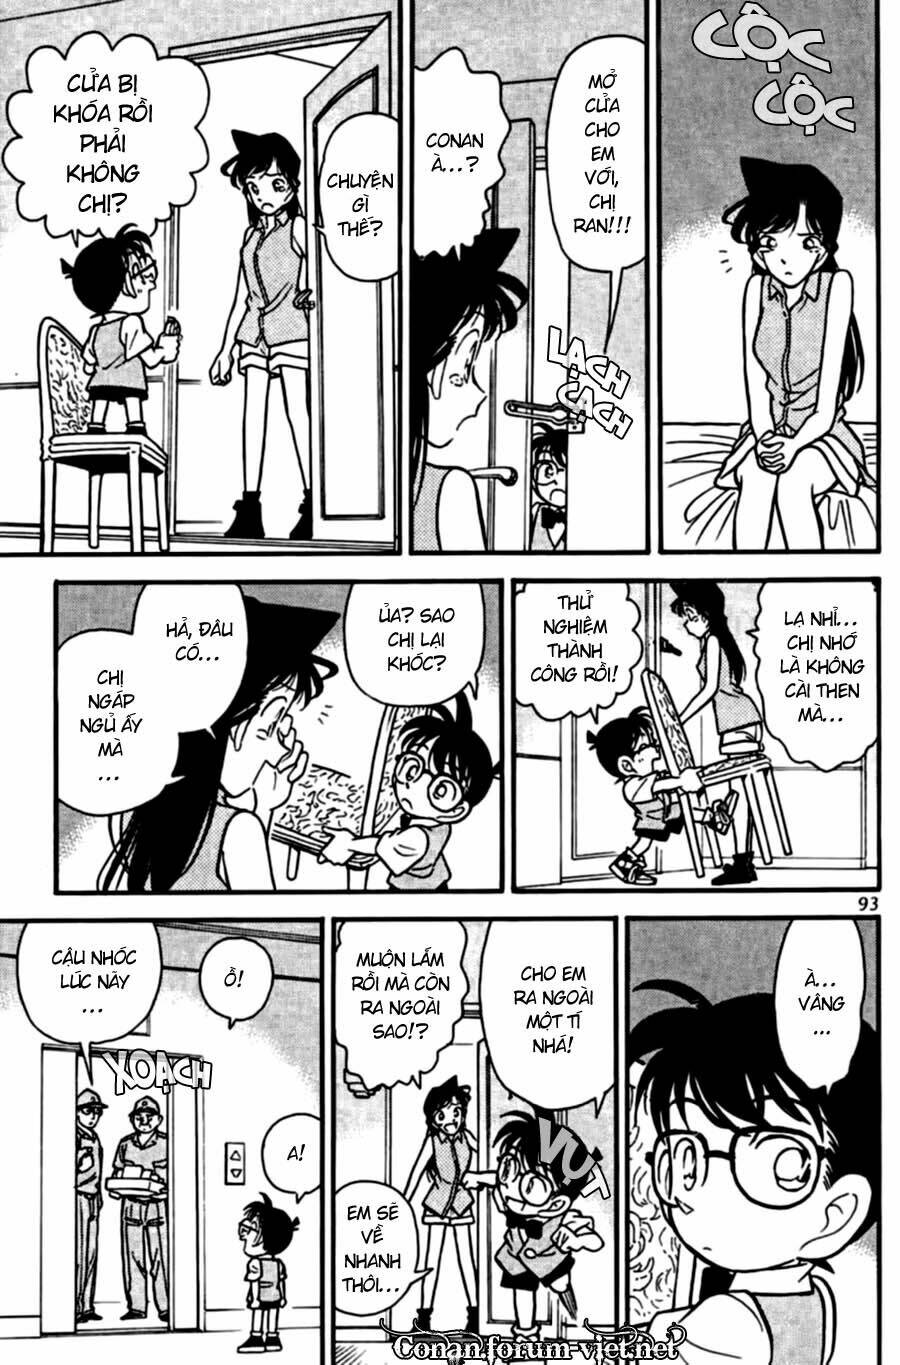 CỘC
CỘC
MỞ
CỬA
CHO
EM
VỚI,
CHỊ
RAN!!!
CONAN
À...?
LẠCH
CẠCH
CHUYỆN
GÌ
THẾ?
CỬA BỊ
KHÓA RỒI
PHẢI
KHÔNG
CHỊ?
LẠ NHỈ...
CHỊ NHỚ
LÀ KHÔNG
CÀI THEN
MÀ...
THỬ
NGHIỆM
THÀNH
CÔNG RỒI!
ỦA? SAO
CHỊ LẠI
KHÓC?
HẢ, ĐÂU
CÓ...
CHỊ
NGÁP
NGỦ ẤY
MÀ
...
93
À...
VÂNG
...
CHO EM
RA NGOÀI
MỘT TÍ
NHÁ!
VỤT
MUỘN LẮM
RỒI MÀ CÒN
RA NGOÀI
SAO!?
EM SẼ
VỀ
NHANH
THÔI...
Ồ!
A!
CẬU NHÓC
LÚC NÃY
...
XOẠCH
Conan.forum-viet.net